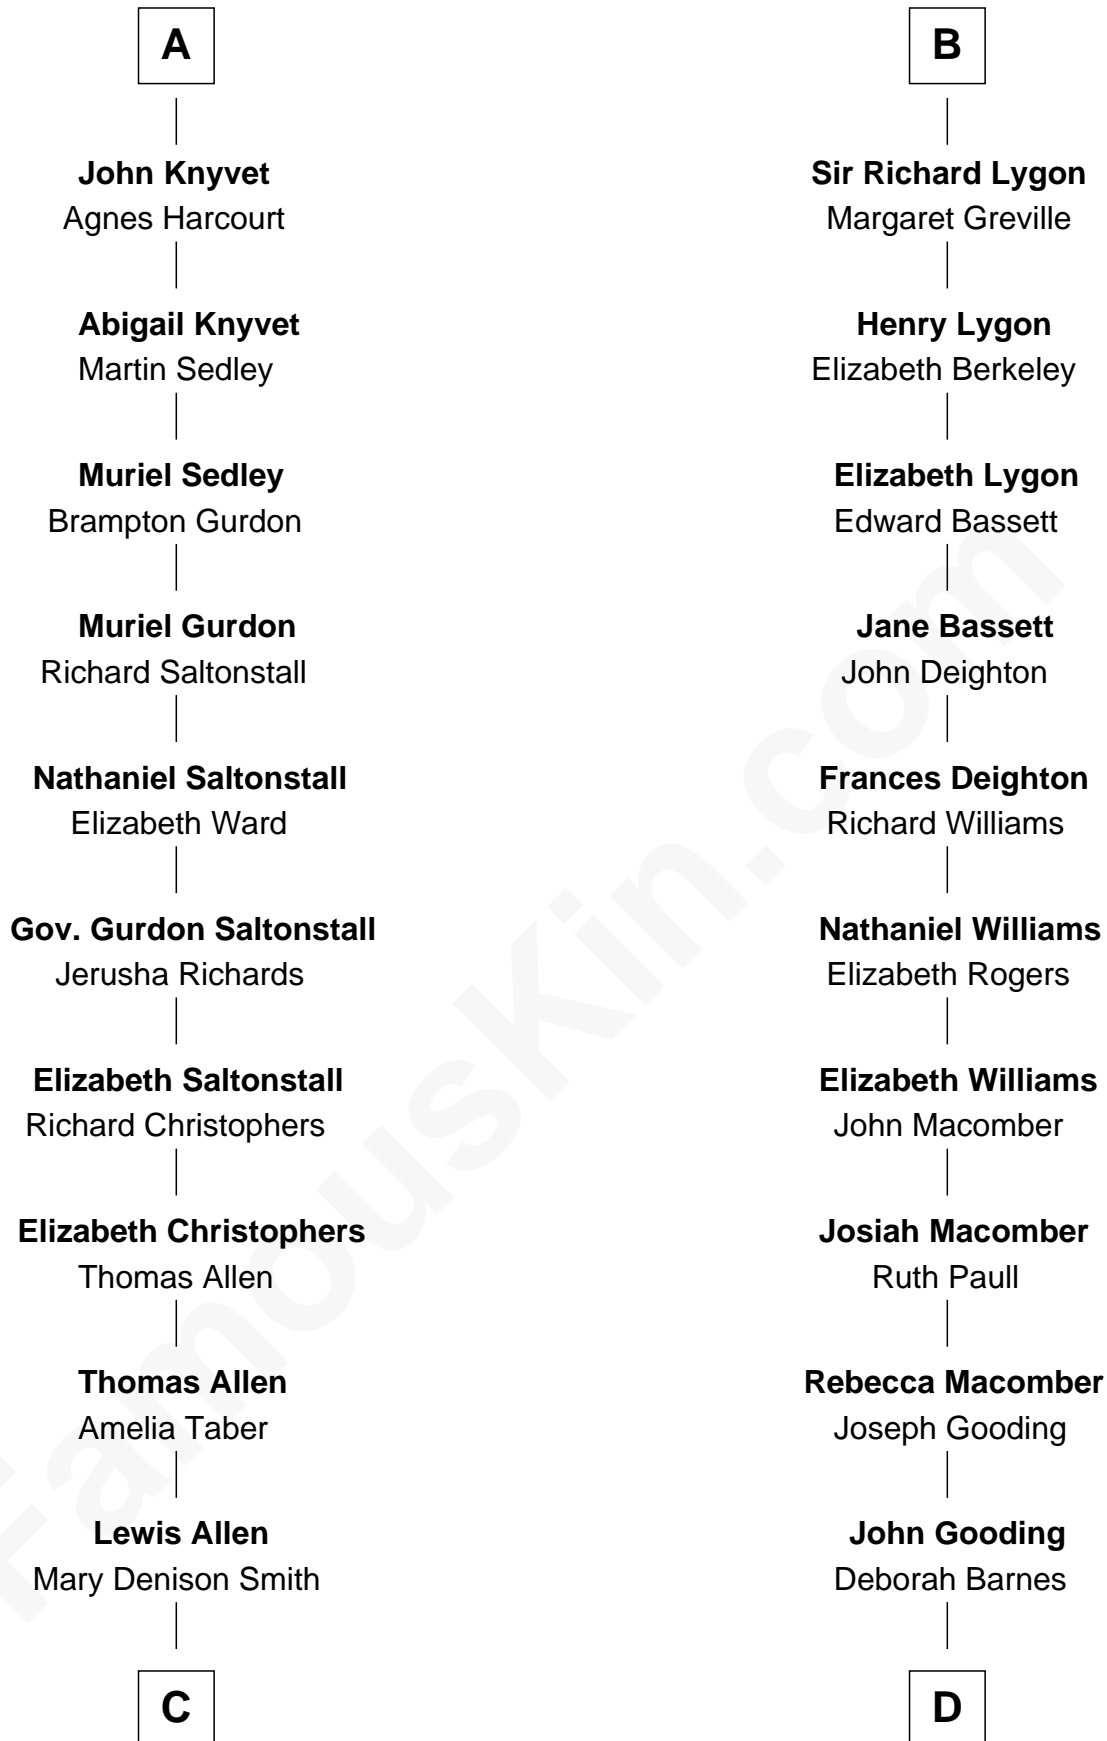 A
John Knyvet
Agnes Harcourt
Abigail Knyvet
Martin Sedley
Muriel Sedley
Brampton Gurdon
Muriel Gurdon
Richard Saltonstall
Nathaniel Saltonstall
Elizabeth Ward
Gov. Gurdon Saltonstall
Jerusha Richards
Elizabeth Saltonstall
Richard Christophers
Elizabeth Christophers
Thomas Allen
Thomas Allen
Amelia Taber
Lewis Allen
Mary Denison Smith
C
B
Sir Richard Lygon
Margaret Greville
Henry Lygon
Elizabeth Berkeley
Elizabeth Lygon
Edward Bassett
Jane Bassett
John Deighton
Frances Deighton
Richard Williams
Nathaniel Williams
Elizabeth Rogers
Elizabeth Williams
John Macomber
Josiah Macomber
Ruth Paull
Rebecca Macomber
Joseph Gooding
John Gooding
Deborah Barnes
D
FamousKin.com